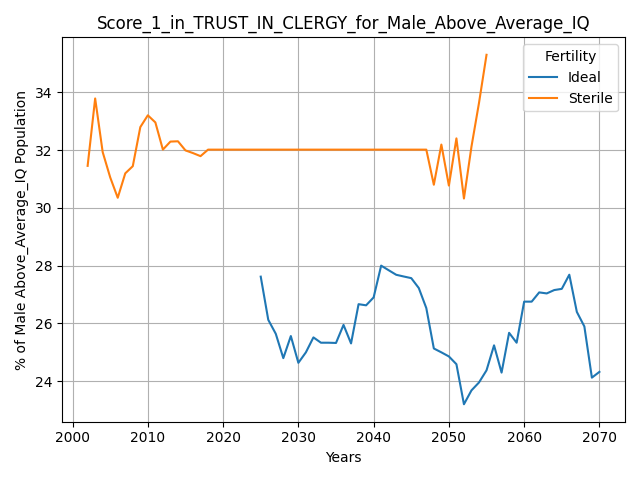 Score_1_in_TRUST_IN_CLERGY_for_Male_Above_Average_IQ
Fertility
Ideal
Sterile
% of Male Above_Average_IQ Population
34
32
30
28
26
24
2000 2010 2020 2030 2040 2050 2060 2070
Years